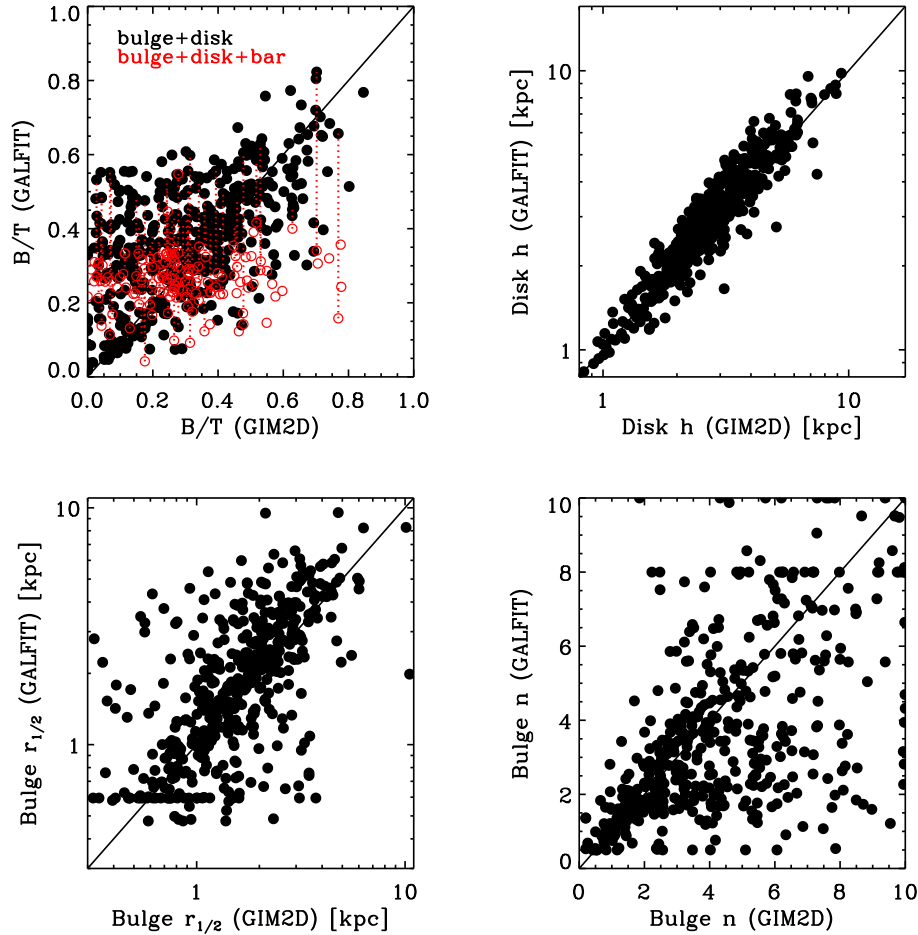 1.0
0.8
0.6
0.4
0.2
0.0
B/T (GALFIT)
bulge+disk
bulge+disk+bar
0.0 0.2 0.4 0.6 0.8 1.0
B/T (GIM2D)
10
1
Disk h (GALFIT) [kpc]
1 10
Disk h (GIM2D) [kpc]
10
1
Bulge r1/2 (GALFIT) [kpc]
1 10
Bulge r1/2 (GIM2D) [kpc]
10
8
6
4
2
0
Bulge n (GALFIT)
0 2 4 6 8 10
Bulge n (GIM2D)